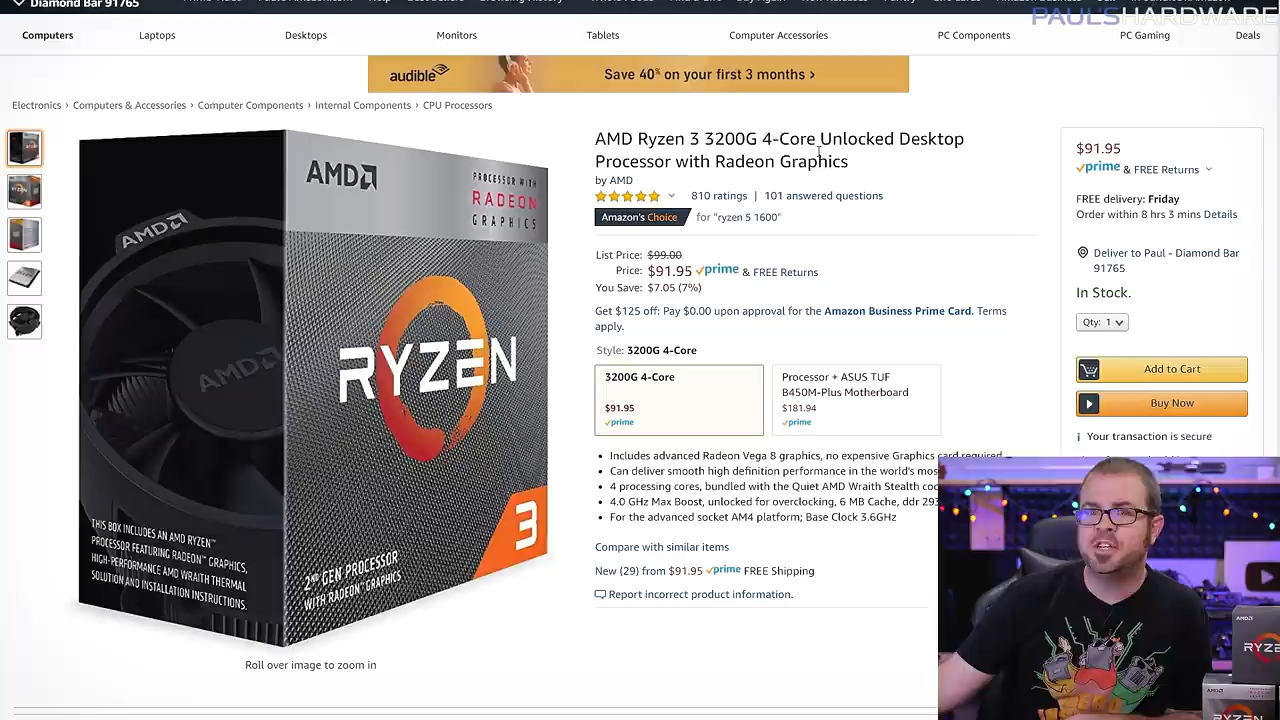 Diamond Bar 91765
PAUL'SHARDWARE
Computers
Laptops
Desktops
Monitors
Tablets
Computer Accessories
PC Components
PC Gaming
Deals
audible
Save 40% on your first 3 months ›
Electronics › Computers & Accessories › Computer Components › Internal Components › CPU Processors
AMD
PROCESSOR WITH
RADEON
GRAPHICS
AMD
AMD
RYZEN
3
THIS BOX INCLUDES AN AMD RYZEN™
PROCESSOR FEATURING RADEON™ GRAPHICS,
HIGH-PERFORMANCE AMD WRAITH THERMAL
SOLUTION AND INSTALLATION INSTRUCTIONS.
2ND GEN PROCESSOR
WITH RADEON™ GRAPHICS
Roll over image to zoom in
AMD Ryzen 3 3200G 4-Core Unlocked Desktop
Processor with Radeon Graphics
by AMD
810 ratings | 101 answered questions
Amazon's Choice for "ryzen 5 1600"
List Price: $99.00
Price: $91.95 prime & FREE Returns
You Save: $7.05 (7%)
Get $125 off: Pay $0.00 upon approval for the Amazon Business Prime Card. Terms
apply.
Style: 3200G 4-Core
3200G 4-Core
$91.95
prime
Processor + ASUS TUF
B450M-Plus Motherboard
$181.94
prime
Includes advanced Radeon Vega 8 graphics, no expensive Graphics card required
Can deliver smooth high definition performance in the world's mos
4 processing cores, bundled with the Quiet AMD Wraith Stealth coo
4.0 GHz Max Boost, unlocked for overclocking, 6 MB Cache, ddr 293
For the advanced socket AM4 platform; Base Clock 3.6GHz
Compare with similar items
New (29) from $91.95 prime FREE Shipping
Report incorrect product information.
$91.95
prime & FREE Returns
FREE delivery: Friday
Order within 8 hrs 3 mins Details
Deliver to Paul - Diamond Bar
91765
In Stock.
Qty: 1
Add to Cart
Buy Now
Your transaction is secure
AMD
RYZE
RYZEN